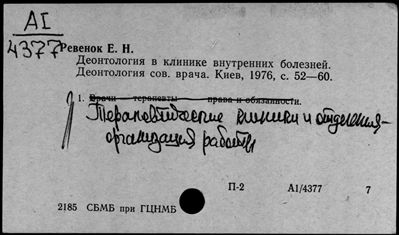 АI
4377
Ревенок Е. Н.
Деонтология в клинике внутренних болезней.
Деонтология сов. врача. Киев, 1976, с. 52—60.
1. Врачи терапевты права и обязанности.
Терапевтические клиники и отделения-
организация работы
П-2 А1/4377 7
2185 СБМБ при ГЦНМБ